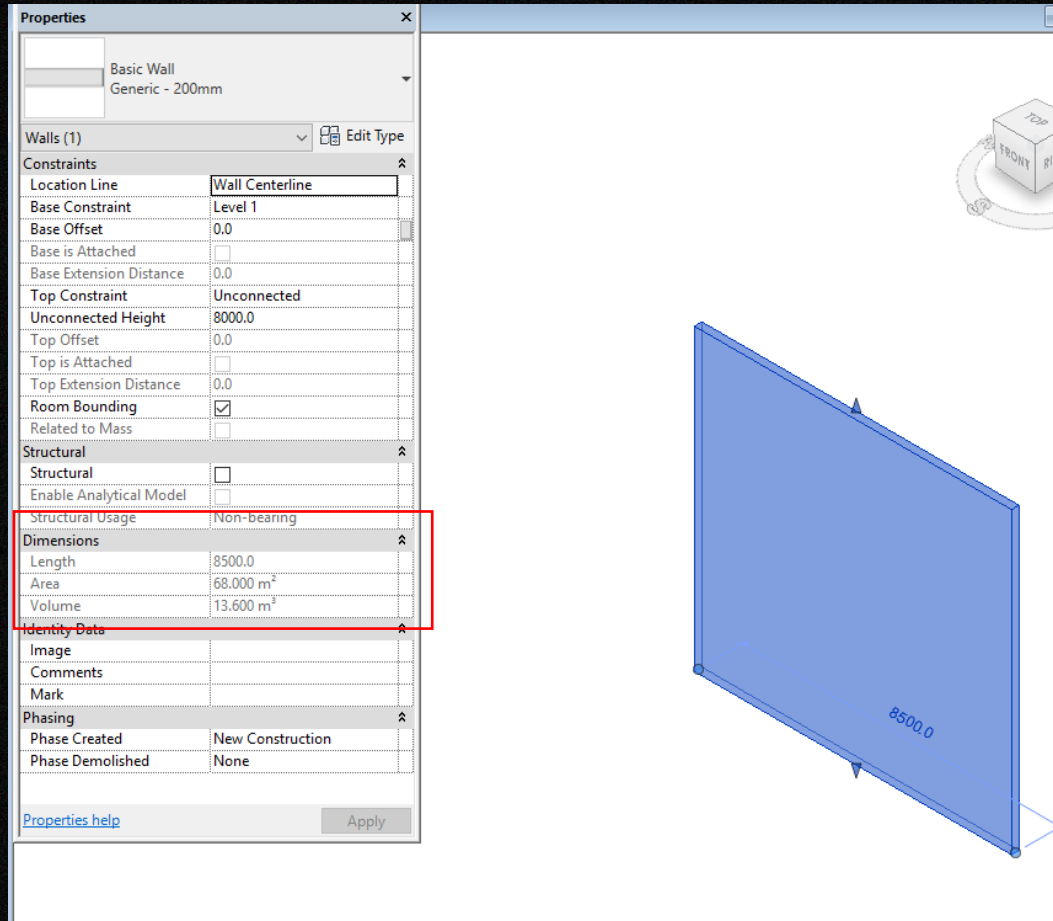 Properties
Basic Wall
Generic - 200mm
Walls (1) Edit Type
Constraints
Location Line Wall Centerline
Base Constraint Level 1
Base Offset 0.0
Base is Attached
Base Extension Distance 0.0
Top Constraint Unconnected
Unconnected Height 8000.0
Top Offset 0.0
Top is Attached
Top Extension Distance 0.0
Room Bounding
Related to Mass
Structural
Structural
Enable Analytical Model
Structural Usage Non-bearing
Dimensions
Length 8500.0
Area 68.000 m²
Volume 13.600 m³
Identity Data
Image
Comments
Mark
Phasing
Phase Created New Construction
Phase Demolished None
Properties help Apply
TOP
FRONT
8500.0